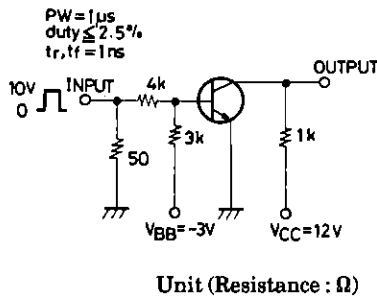 PW=1μs
duty≦2.5%
tr,tf=1ns
10V
0
INPUT
4k
OUTPUT
50
3k
1k
VBB=-3V
VCC=12V
Unit (Resistance : Ω)